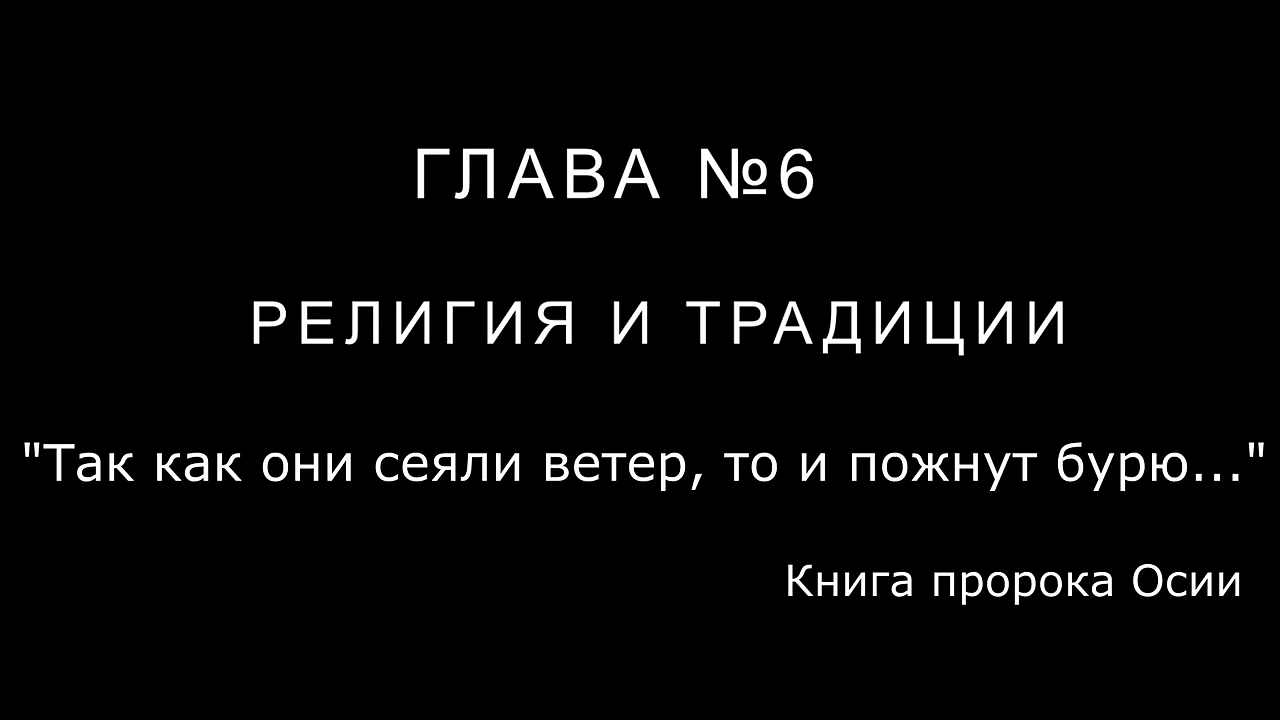 ГЛАВА №6
РЕЛИГИЯ И ТРАДИЦИИ
"Так как они сеяли ветер, то и пожнут бурю..."
Книга пророка Осии